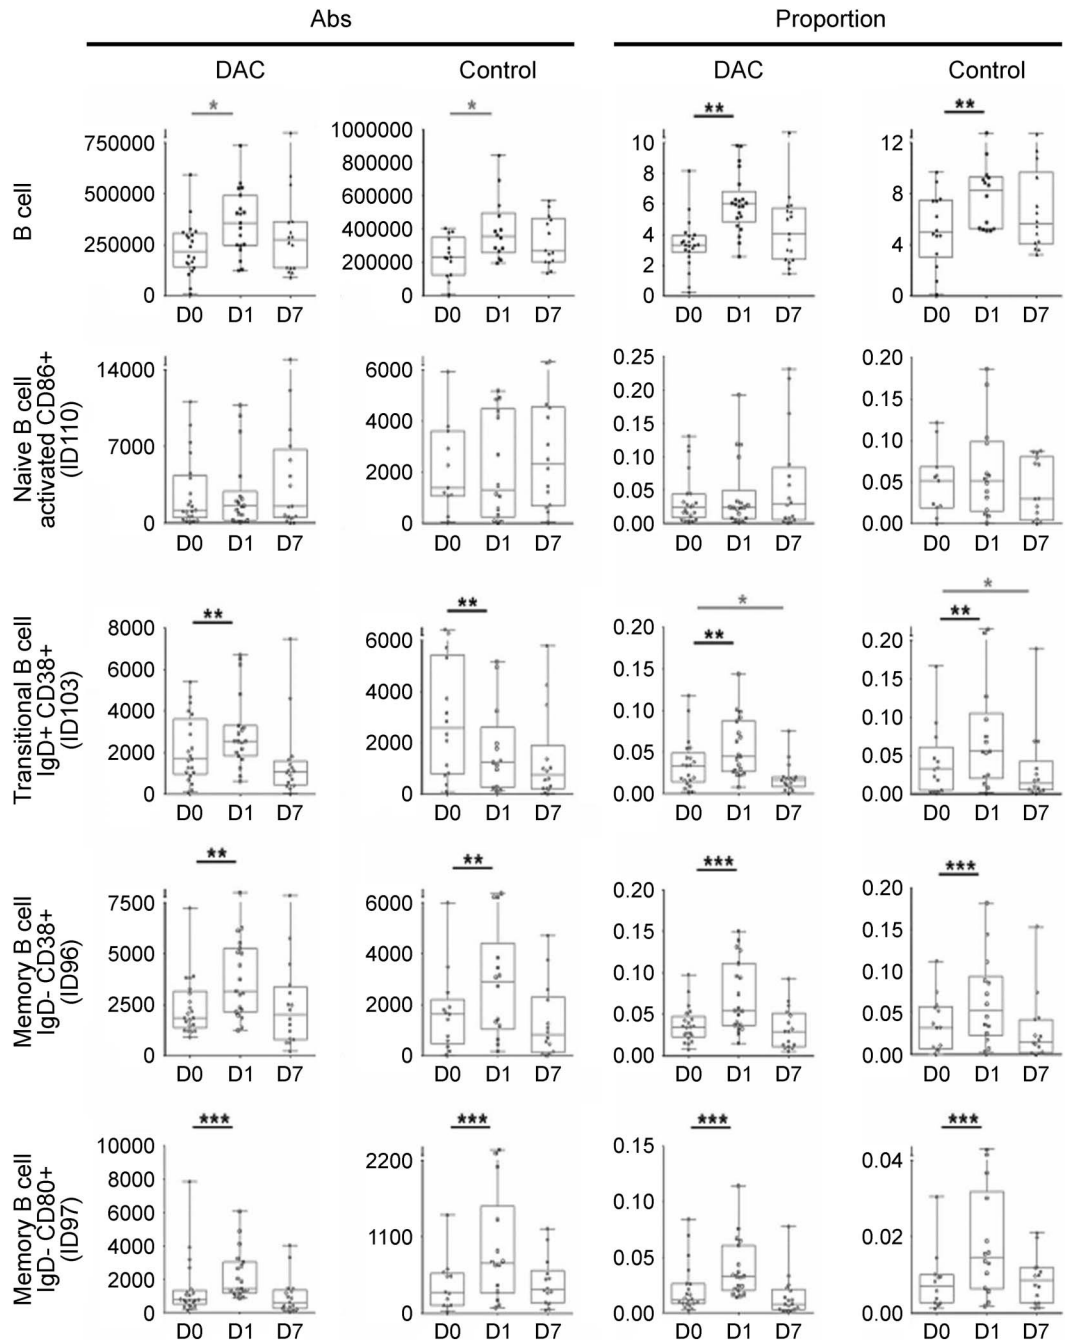 Abs Proportion
DAC Control DAC Control
B cell
* * ** **
750000 500000 250000 0
1000000 800000 600000 400000 200000 0
10 8 6 4 2 0
12 8 4 0
D0 D1 D7 D0 D1 D7 D0 D1 D7 D0 D1 D7
Naive B cell
activated CD86+
(ID110)
14000 7000 0
6000 4000 2000 0
0.25 0.20 0.15 0.10 0.05 0.00
0.20 0.15 0.10 0.05 0.00
D0 D1 D7 D0 D1 D7 D0 D1 D7 D0 D1 D7
Transitional B cell
IgD+ CD38+
(ID103)
** ** * ** * **
8000 6000 4000 2000 0
6000 4000 2000 0
0.20 0.15 0.10 0.05 0.00
0.20 0.15 0.10 0.05 0.00
D0 D1 D7 D0 D1 D7 D0 D1 D7 D0 D1 D7
Memory B cell
IgD- CD38+
(ID96)
** ** *** ***
7500 5000 2500 0
6000 4000 2000 0
0.20 0.15 0.10 0.05 0.00
0.20 0.15 0.10 0.05 0.00
D0 D1 D7 D0 D1 D7 D0 D1 D7 D0 D1 D7
Memory B cell
IgD- CD80+
(ID97)
*** *** *** ***
10000 8000 6000 4000 2000 0
2200 1100 0
0.15 0.10 0.05 0.00
0.04 0.02 0.00
D0 D1 D7 D0 D1 D7 D0 D1 D7 D0 D1 D7